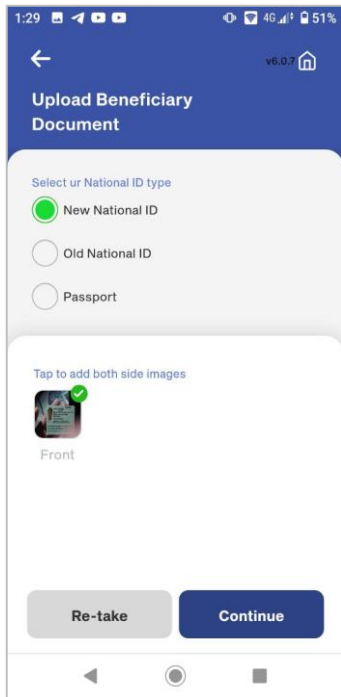 1:29 4G 51%
v6.0.7
Upload Beneficiary
Document
Select ur National ID type
New National ID
Old National ID
Passport
Tap to add both side images
Front
Re-take Continue